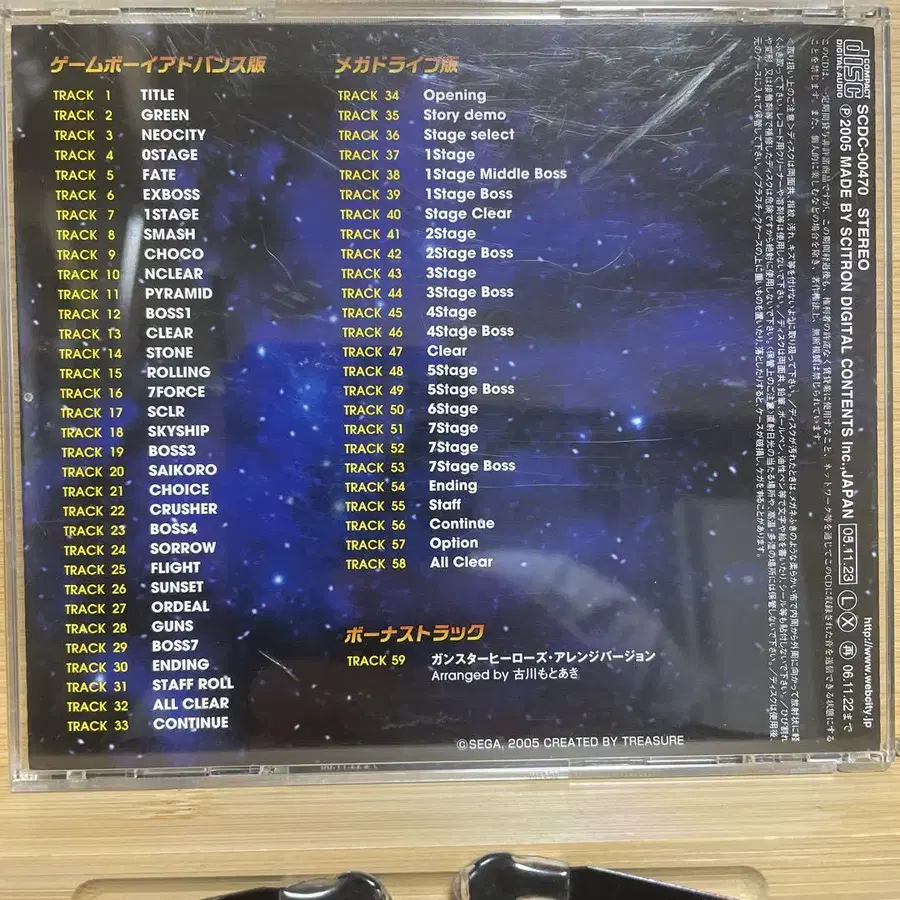 ゲームボーイアドバンス版
TRACK 1 TITLE
TRACK 2 GREEN
TRACK 3 NEOCITY
TRACK 4 0STAGE
TRACK 5 FATE
TRACK 6 EXBOSS
TRACK 7 1STAGE
TRACK 8 SMASH
TRACK 9 CHOCO
TRACK 10 NCLEAR
TRACK 11 PYRAMID
TRACK 12 BOSS1
TRACK 13 CLEAR
TRACK 14 STONE
TRACK 15 ROLLING
TRACK 16 7FORCE
TRACK 17 SCLR
TRACK 18 SKYSHIP
TRACK 19 BOSS3
TRACK 20 SAIKORO
TRACK 21 CHOICE
TRACK 22 CRUSHER
TRACK 23 BOSS4
TRACK 24 SORROW
TRACK 25 FLIGHT
TRACK 26 SUNSET
TRACK 27 ORDEAL
TRACK 28 GUNS
TRACK 29 BOSS7
TRACK 30 ENDING
TRACK 31 STAFF ROLL
TRACK 32 ALL CLEAR
TRACK 33 CONTINUE
メガドライブ版
TRACK 34 Opening
TRACK 35 Story demo
TRACK 36 Stage select
TRACK 37 1Stage
TRACK 38 1Stage Middle Boss
TRACK 39 1Stage Boss
TRACK 40 Stage Clear
TRACK 41 2Stage
TRACK 42 2Stage Boss
TRACK 43 3Stage
TRACK 44 3Stage Boss
TRACK 45 4Stage
TRACK 46 4Stage Boss
TRACK 47 Clear
TRACK 48 5Stage
TRACK 49 5Stage Boss
TRACK 50 6Stage
TRACK 51 7Stage
TRACK 52 7Stage
TRACK 53 7Stage Boss
TRACK 54 Ending
TRACK 55 Staff
TRACK 56 Continue
TRACK 57 Option
TRACK 58 All Clear
ボーナストラック
TRACK 59 ガンスターヒーローズ・アレンジバージョン
Arranged by 古川もとあき
©SEGA, 2005 CREATED BY TREASURE
COMPACT disc DIGITAL AUDIO
SCDC-00470 STEREO
Ⓟ2005 MADE BY SCITRON DIGITAL CONTENTS Inc.,JAPAN 05.11.23 Ⓛ Ⓧ 再 06.11.22まで
http://www.webcity.jp